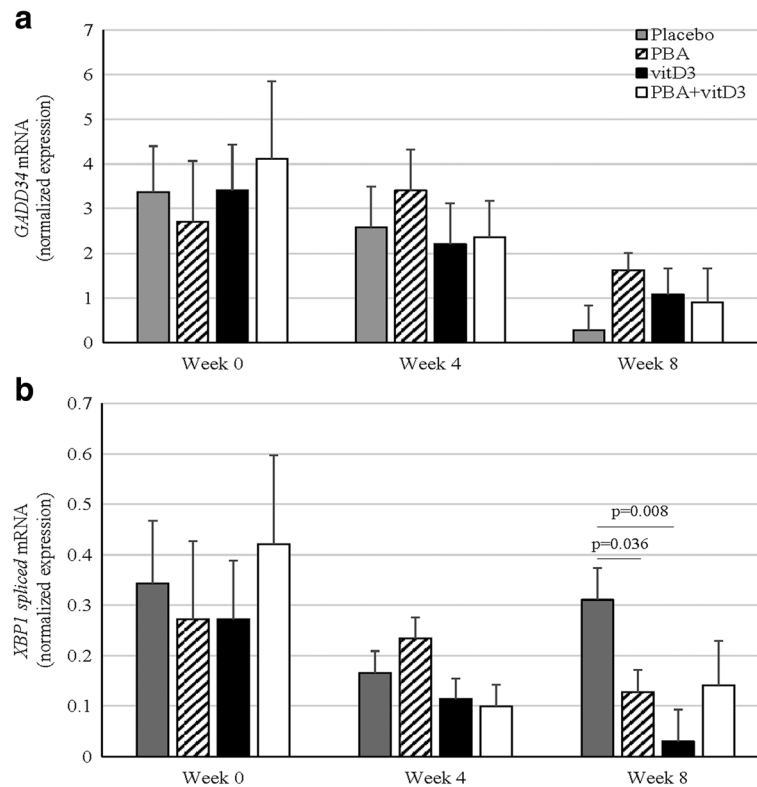 a
7
6
5
4
3
2
1
0
GADD34 mRNA
(normalized expression)
Placebo
PBA
vitD3
PBA+vitD3
Week 0
Week 4
Week 8
b
0.7
0.6
0.5
0.4
0.3
0.2
0.1
0
XBP1 spliced mRNA
(normalized expression)
p=0.008
p=0.036
Week 0
Week 4
Week 8